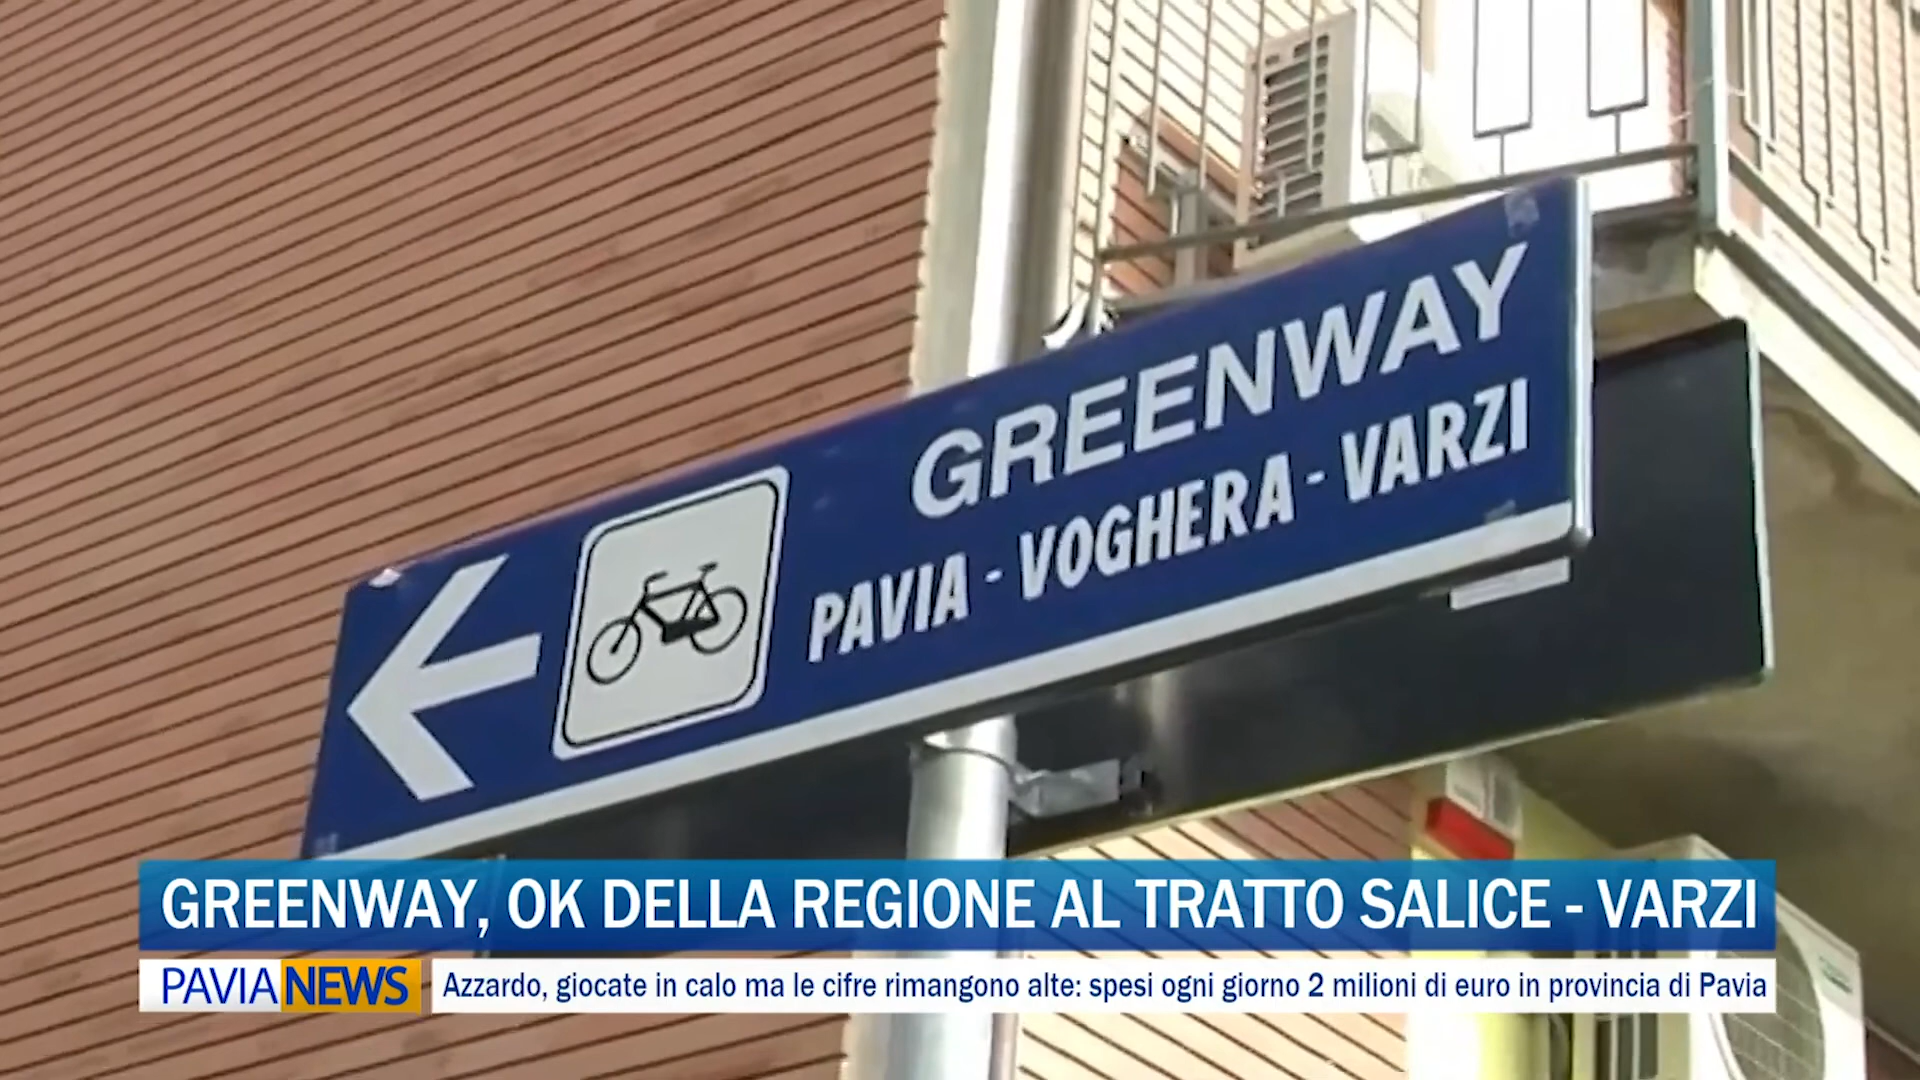 GREENWAY
PAVIA - VOGHERA - VARZI
GREENWAY, OK DELLA REGIONE AL TRATTO SALICE - VARZI
PAVIA NEWS
Azzardo, giocate in calo ma le cifre rimangono alte: spesi ogni giorno 2 milioni di euro in provincia di Pavia